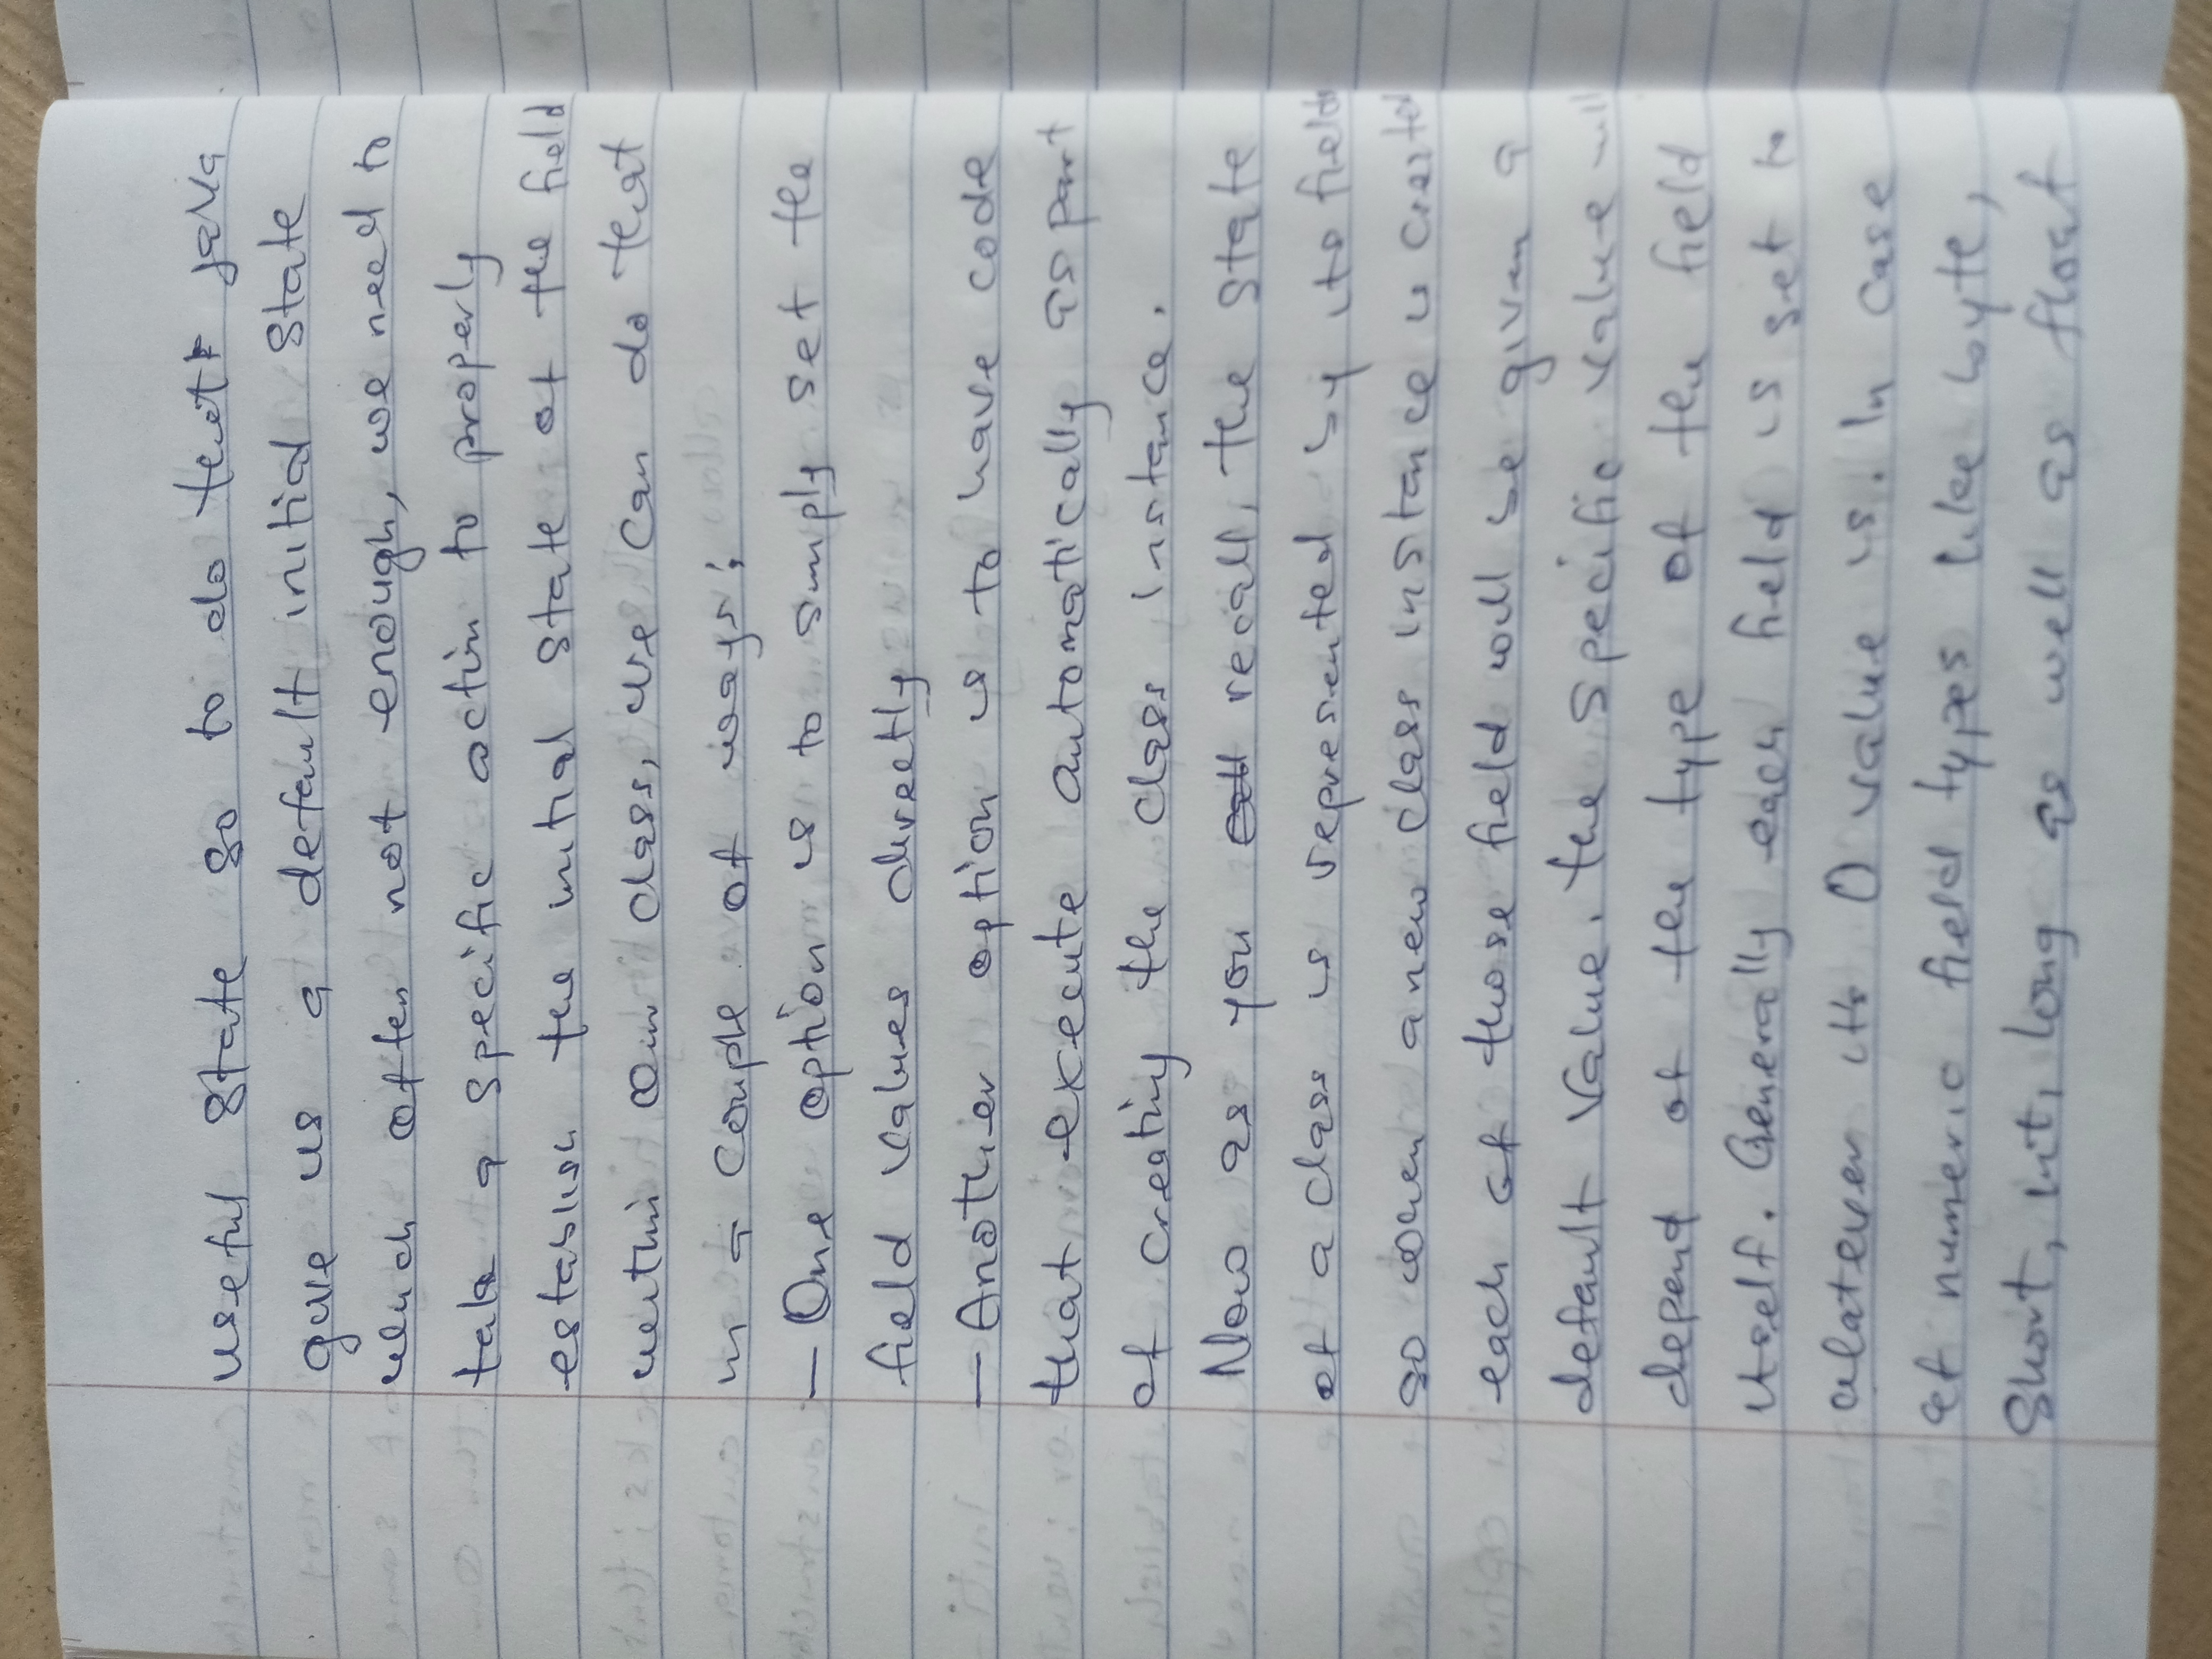 useful state so to do that java
give us a default initial state
which often not enough, we need to
take a specific action to properly
establish the initial state of the field
within our class, we can do that
in a couple of ways:
- One option is to simply set the
field values directly
- Another option is to have code
that execute automatically as part
of creating the class instance.
Now as you recall, the state
of a class is represented by its field
so when a new class instance is created
each of those field will be given a
default value. the specific value will
depend of the type of the field
itself. Generally each field is set to
whatever its 0 value is. In case
of numeric field types like byte,
Short, int, long as well as float